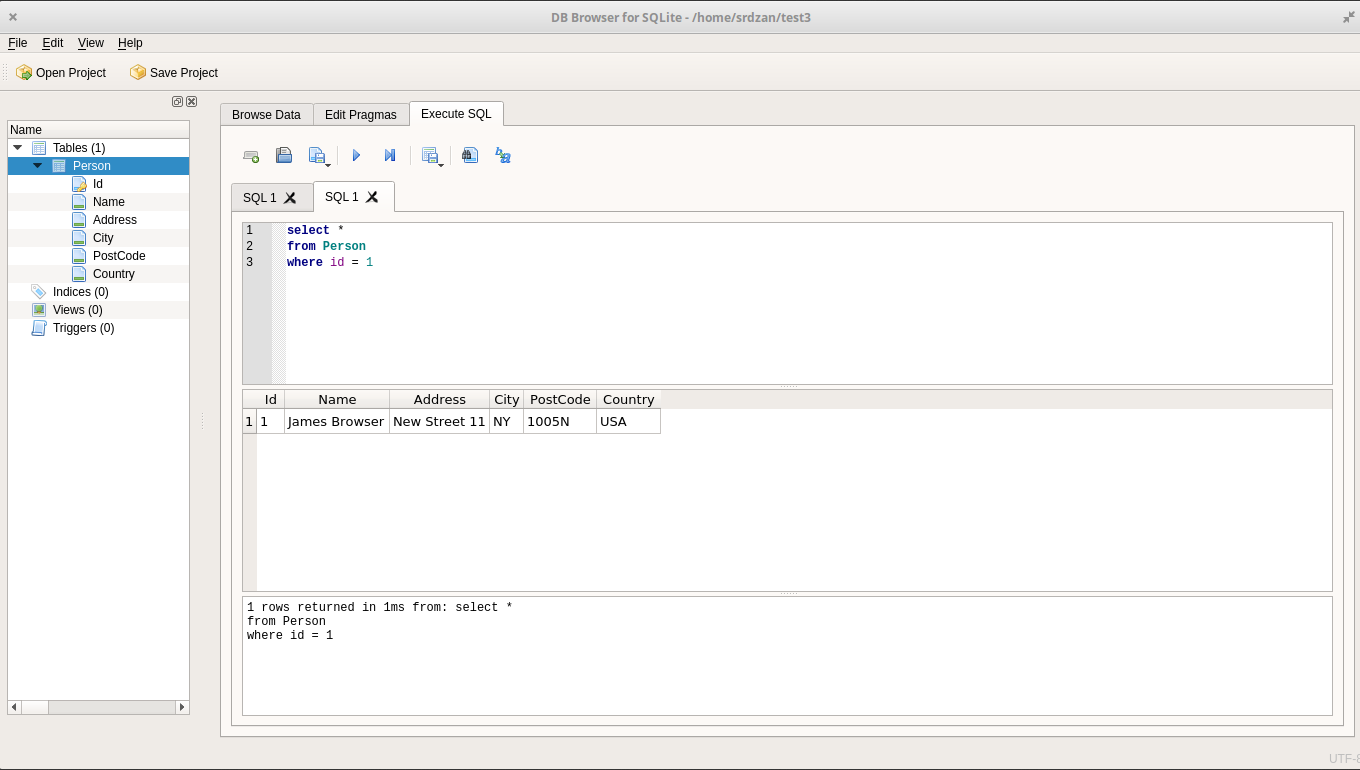 DB Browser for SQLite - /home/srdzan/test3
File Edit View Help
Open Project Save Project
Name
Tables (1)
Person
Id
Name
Address
City
PostCode
Country
Indices (0)
Views (0)
Triggers (0)
Browse Data Edit Pragmas Execute SQL
SQL 1 SQL 1
1 select *
2 from Person
3 where id = 1
Id Name Address City PostCode Country
1 1 James Browser New Street 11 NY 1005N USA
1 rows returned in 1ms from: select *
from Person
where id = 1
UTF-8